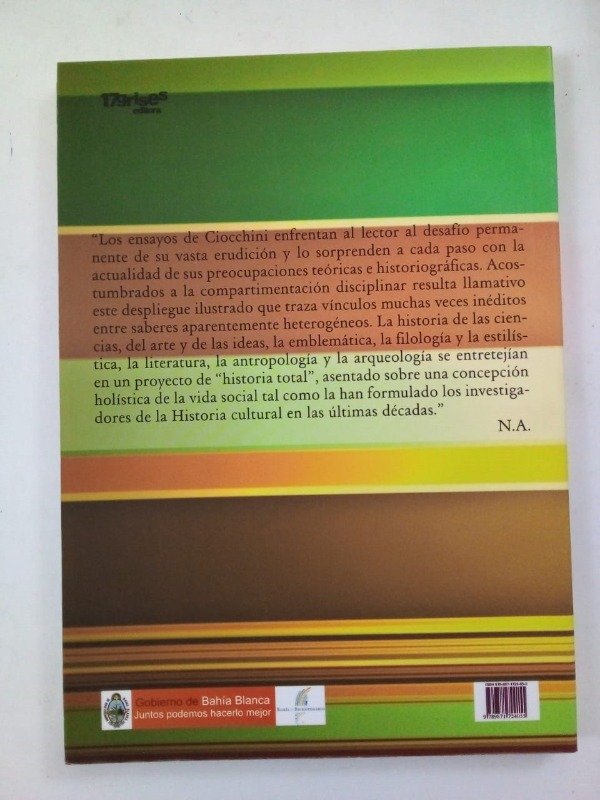 17grises
editora
“Los ensayos de Ciocchini enfrentan al lector al desafío perma-
nente de su vasta erudición y lo sorprenden a cada paso con la
actualidad de sus preocupaciones teóricas e historiográficas. Acos-
tumbrados a la compartimentación disciplinar resulta llamativo
este despliegue ilustrado que traza vínculos muchas veces inéditos
entre saberes aparentemente heterogéneos. La historia de las cien-
cias, del arte y de las ideas, la emblemática, la filología y la estilís-
tica, la literatura, la antropología y la arqueología se entretejían
en un proyecto de “historia total”, asentado sobre una concepción
holística de la vida social tal como la han formulado los investiga-
dores de la Historia cultural en las últimas décadas.”
N.A.
Gobierno de Bahía Blanca
Juntos podemos hacerlo mejor